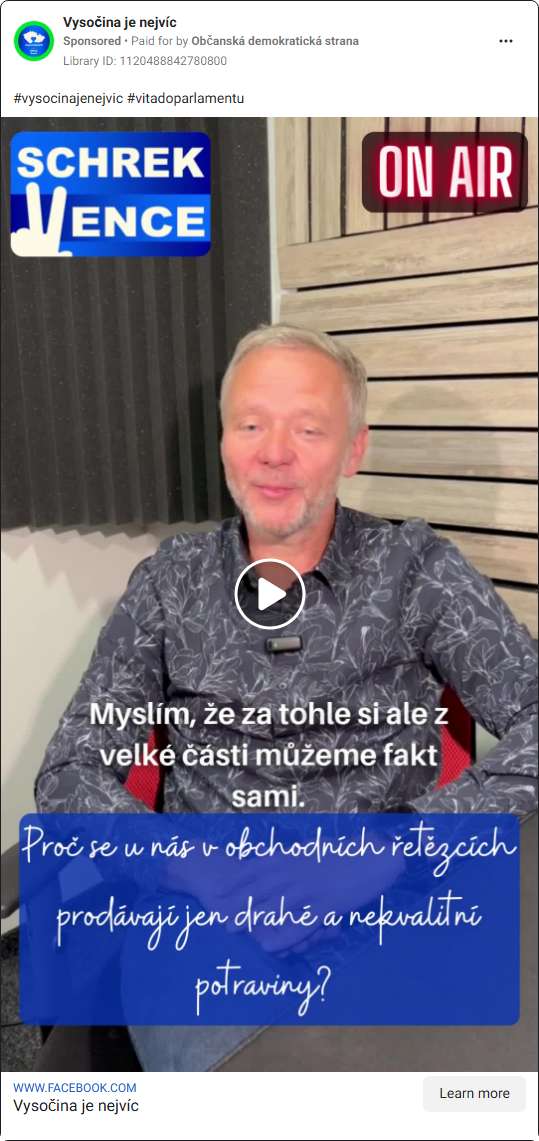 Vysočina je nejvíc
Sponsored • Paid for by Občanská demokratická strana
Library ID: 1120488842780800
#vysocinajenejvic #vitadoparlamentu
SCHREK
VENCE
ON AIR
Myslím, že za tohle si ale z
velké části můžeme fakt
sami.
Proč se u nás v obchodních řetězcích
prodávají jen drahé a nekvalitní
potraviny?
WWW.FACEBOOK.COM
Vysočina je nejvíc
Learn more